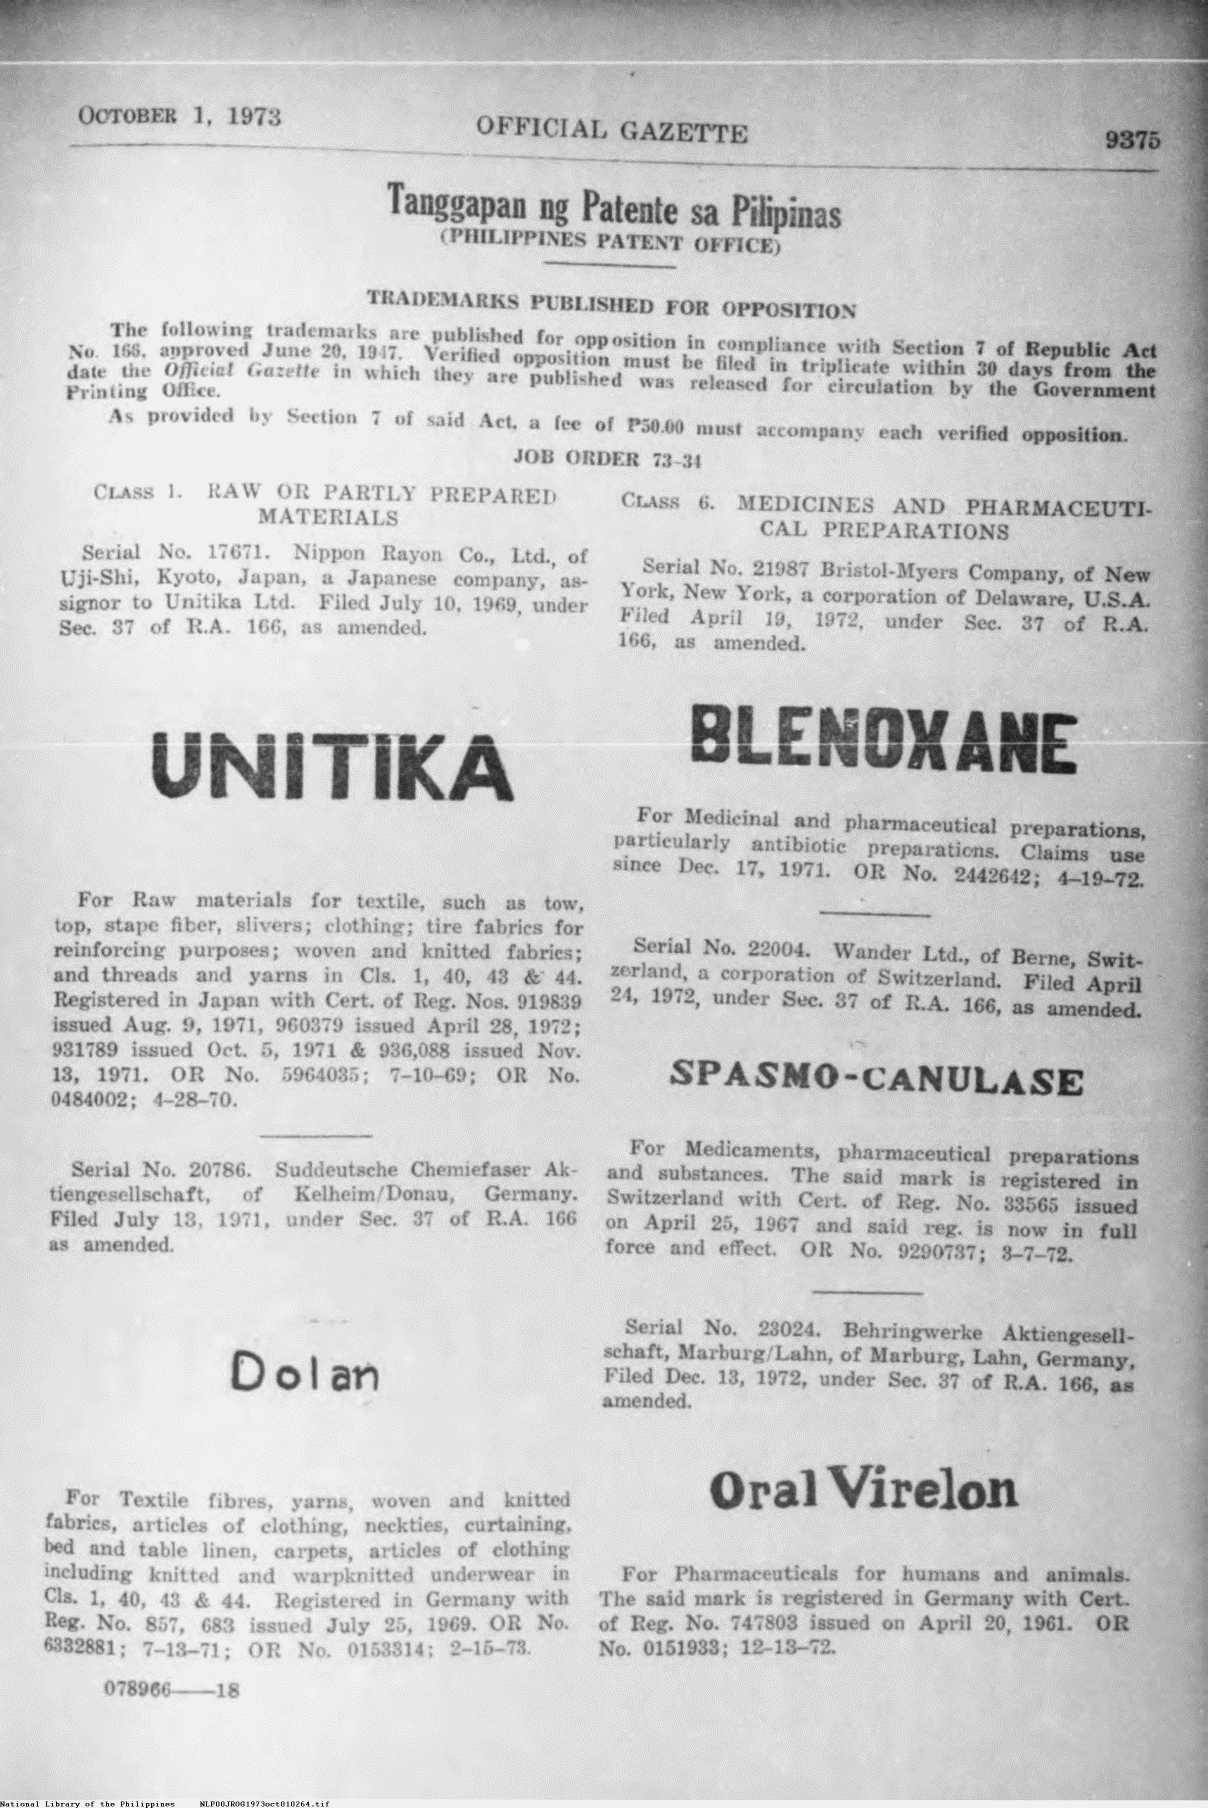 OCTOBER 1, 1973
OFFICIAL GAZETTE
9375
Tanggapan ng Patente sa Pilipinas
(PHILIPPINES PATENT OFFICE)
TRADEMARKS PUBLISHED FOR OPPOSITION
The following trademarks are published for opposition in compliance with Section 7 of Republic Act
No. 166, approved June 20, 1947. Verified opposition must be filed in triplicate within 30 days from the
date the Official Gazette in which they are published was released for circulation by the Government
Printing Office.
As provided by Section 7 of said Act, a fee of ₱50.00 must accompany each verified opposition.
JOB ORDER 73-34
CLASS 1. RAW OR PARTLY PREPARED
MATERIALS
Serial No. 17671. Nippon Rayon Co., Ltd., of
Uji-Shi, Kyoto, Japan, a Japanese company, as-
signor to Unitika Ltd. Filed July 10, 1969, under
Sec. 37 of R.A. 166, as amended.
UNITIKA
For Raw materials for textile, such as tow,
top, stape fiber, slivers; clothing; tire fabrics for
reinforcing purposes; woven and knitted fabrics;
and threads and yarns in Cls. 1, 40, 43 & 44.
Registered in Japan with Cert. of Reg. Nos. 919839
issued Aug. 9, 1971, 960379 issued April 28, 1972;
931789 issued Oct. 5, 1971 & 936,088 issued Nov.
13, 1971. OR No. 5964035; 7-10-69; OR No.
0484002; 4-28-70.
Serial No. 20786. Suddeutsche Chemiefaser Ak-
tiengesellschaft, of Kelheim/Donau, Germany.
Filed July 13, 1971, under Sec. 37 of R.A. 166
as amended.
Dolan
For Textile fibres, yarns, woven and knitted
fabrics, articles of clothing, neckties, curtaining,
bed and table linen, carpets, articles of clothing
including knitted and warpknitted underwear in
Cls. 1, 40, 43 & 44. Registered in Germany with
Reg. No. 857, 683 issued July 25, 1969. OR No.
6332881; 7-13-71; OR No. 0153314; 2-15-73.
078966——18
CLASS 6. MEDICINES AND PHARMACEUTI-
CAL PREPARATIONS
Serial No. 21987 Bristol-Myers Company, of New
York, New York, a corporation of Delaware, U.S.A.
Filed April 19, 1972, under Sec. 37 of R.A.
166, as amended.
BLENOXANE
For Medicinal and pharmaceutical preparations,
particularly antibiotic preparations. Claims use
since Dec. 17, 1971. OR No. 2442642; 4-19-72.
Serial No. 22004. Wander Ltd., of Berne, Swit-
zerland, a corporation of Switzerland. Filed April
24, 1972, under Sec. 37 of R.A. 166, as amended.
SPASMO-CANULASE
For Medicaments, pharmaceutical preparations
and substances. The said mark is registered in
Switzerland with Cert. of Reg. No. 33565 issued
on April 25, 1967 and said reg. is now in full
force and effect. OR No. 9290737; 3-7-72.
Serial No. 23024. Behringwerke Aktiengesell-
schaft, Marburg/Lahn, of Marburg, Lahn, Germany,
Filed Dec. 13, 1972, under Sec. 37 of R.A. 166, as
amended.
Oral Virelon
For Pharmaceuticals for humans and animals.
The said mark is registered in Germany with Cert.
of Reg. No. 747803 issued on April 20, 1961. OR
No. 0151933; 12-13-72.
National Library of the Philippines NLP00JROG1973oct010264.tif